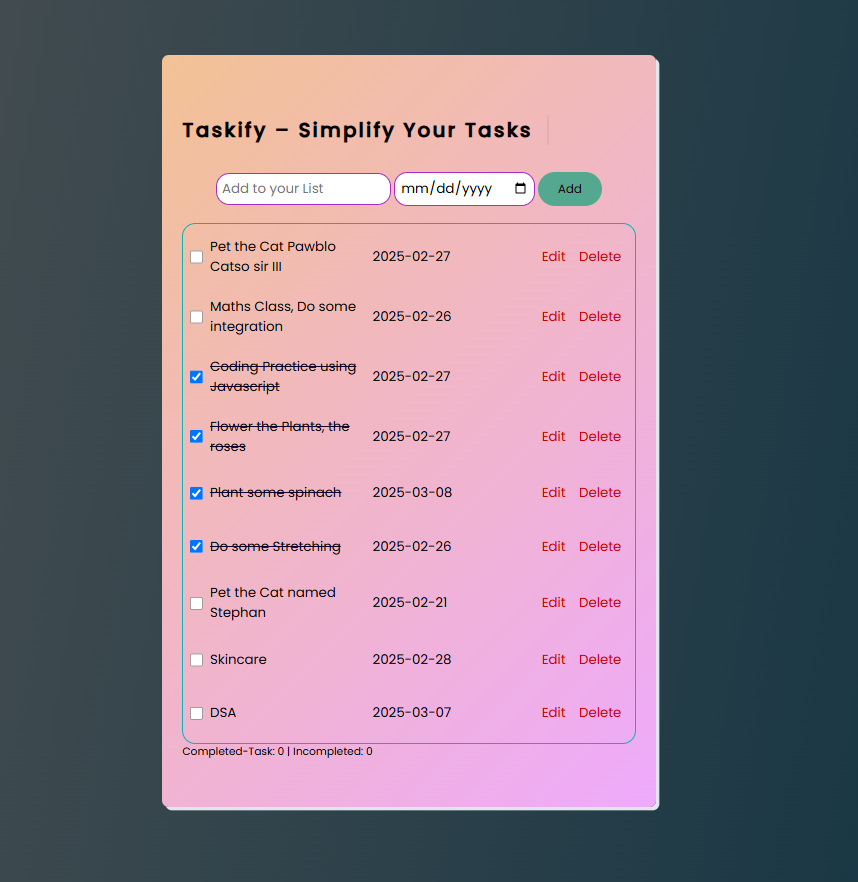 Taskify – Simplify Your Tasks
Add to your List mm/dd/yyyy Add
Pet the Cat Pawblo
Catso sir III 2025-02-27 Edit Delete
Maths Class, Do some
integration 2025-02-26 Edit Delete
Coding Practice using
Javascript 2025-02-27 Edit Delete
Flower the Plants, the
roses 2025-02-27 Edit Delete
Plant some spinach 2025-03-08 Edit Delete
Do some Stretching 2025-02-26 Edit Delete
Pet the Cat named
Stephan 2025-02-21 Edit Delete
Skincare 2025-02-28 Edit Delete
DSA 2025-03-07 Edit Delete
Completed-Task: 0 | Incompleted: 0